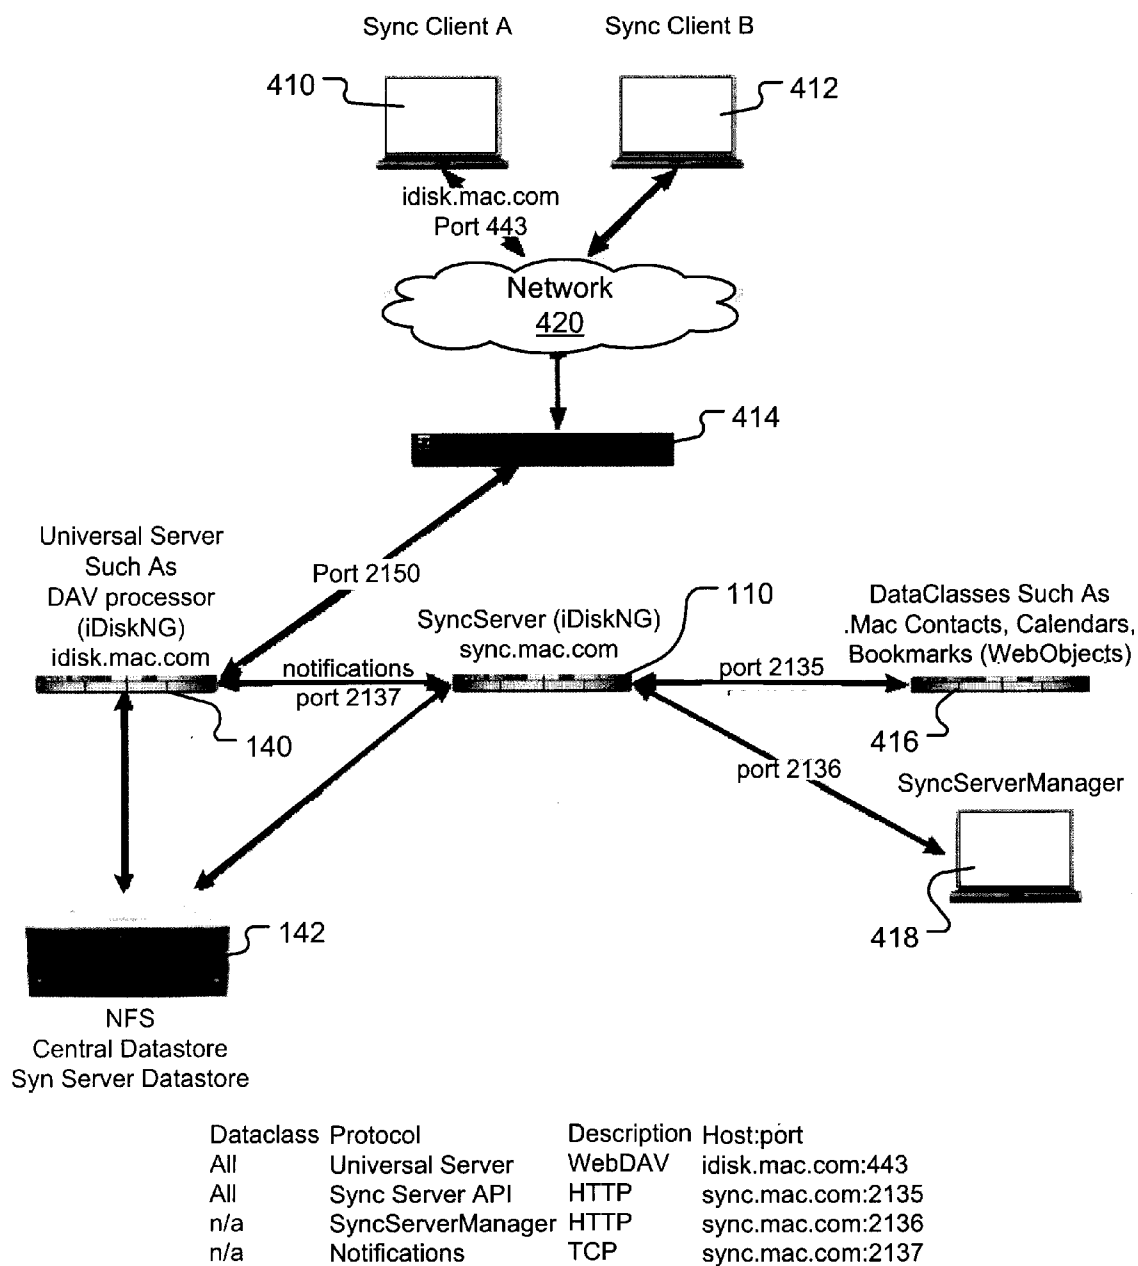 Sync Client A
Sync Client B
410
412
idisk.mac.com
Port 443
Network
420
414
Universal Server
Such As
DAV processor
(iDiskNG)
idisk.mac.com
Port 2150
SyncServer (iDiskNG)
sync.mac.com
110
DataClasses Such As
.Mac Contacts, Calendars,
Bookmarks (WebObjects)
notifications
port 2137
port 2135
140
416
port 2136
SyncServerManager
142
418
NFS
Central Datastore
Syn Server Datastore
Dataclass Protocol Description Host:port
All Universal Server WebDAV idisk.mac.com:443
All Sync Server API HTTP sync.mac.com:2135
n/a SyncServerManager HTTP sync.mac.com:2136
n/a Notifications TCP sync.mac.com:2137